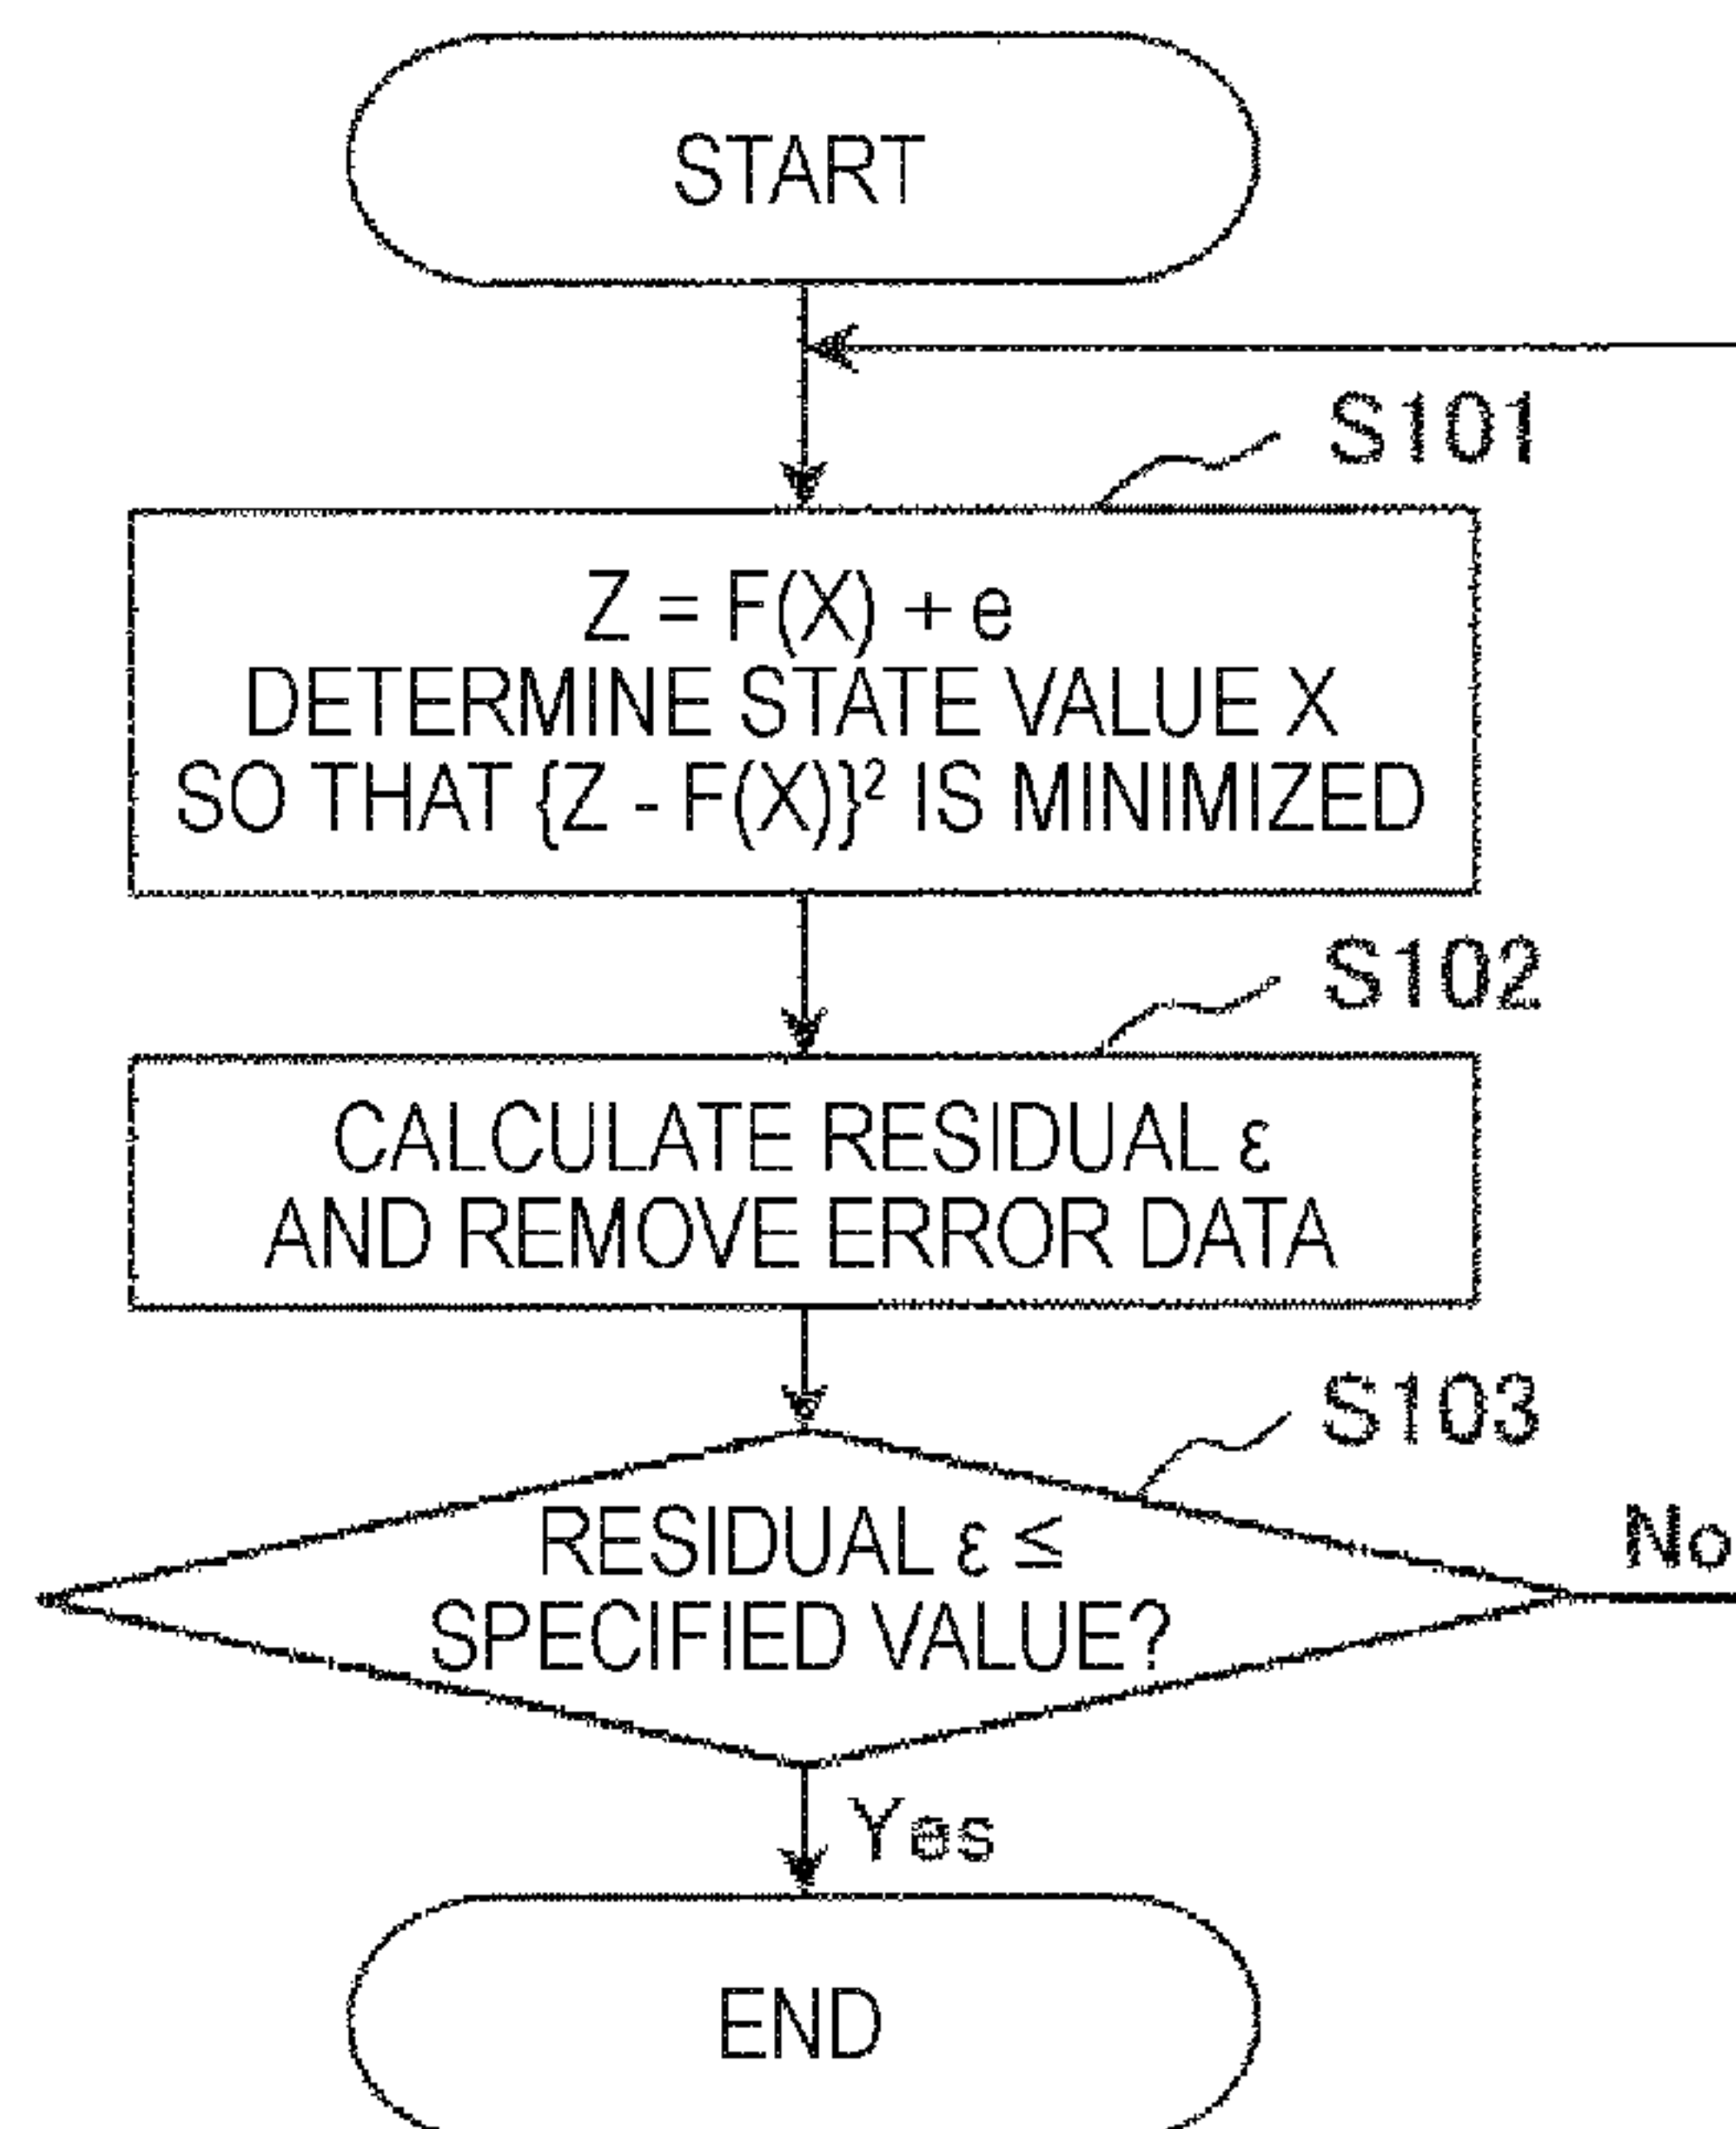 START
S101
Z = F(X) + e
DETERMINE STATE VALUE X
SO THAT {Z - F(X)}² IS MINIMIZED
S102
CALCULATE RESIDUAL ε
AND REMOVE ERROR DATA
S103
RESIDUAL ε ≤
SPECIFIED VALUE?
No
Yes
END